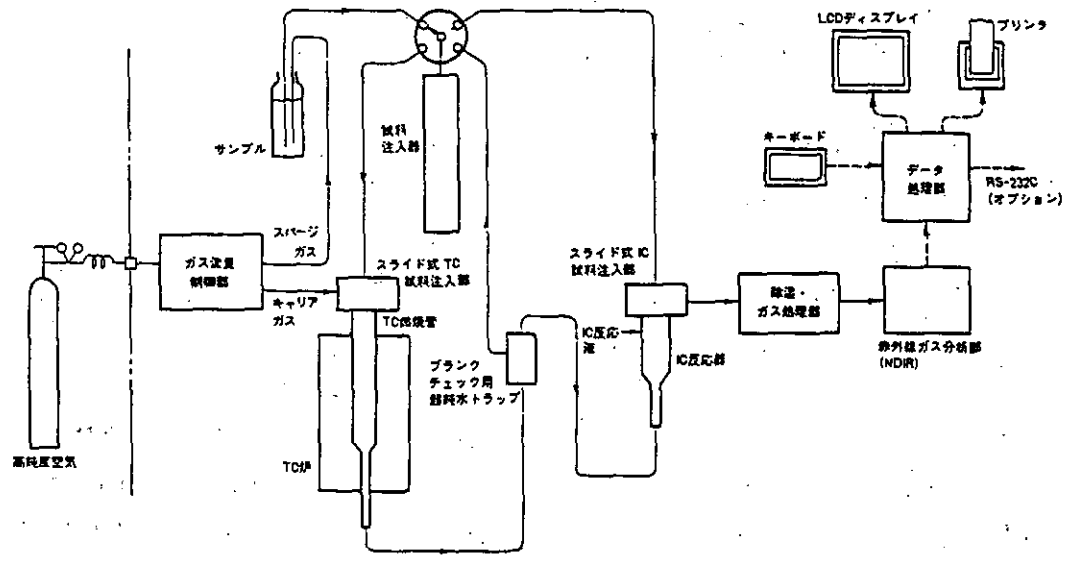 LCDディスプレイ
プリンタ
サンプル
試料
注入器
キーボード
データ
処理器
RS-232C
(オプション)
スパージ
ガス
ガス流量
制御器
キャリア
ガス
スライド式 TC
試料注入器
スライド式 IC
試料注入器
除湿・
ガス処理器
TC燃焼管
IC反応
液
IC反応器
赤外線ガス分析部
(NDIR)
ブランク
チェック用
超純水トラップ
TC炉
高純度空気